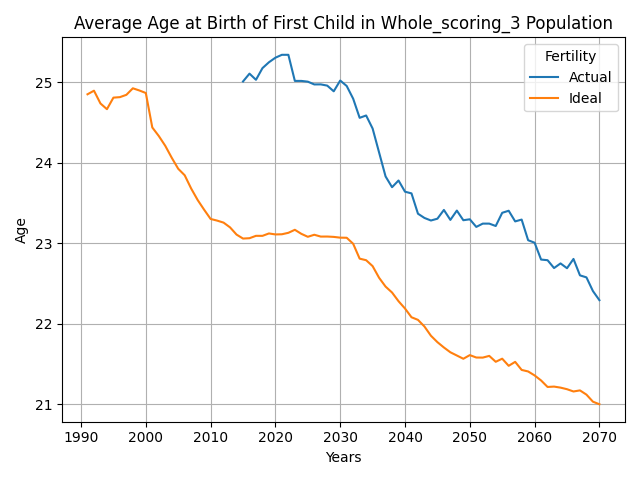 Average Age at Birth of First Child in Whole_scoring_3 Population
Fertility
Actual
Ideal
Age
25
24
23
22
21
1990 2000 2010 2020 2030 2040 2050 2060 2070
Years